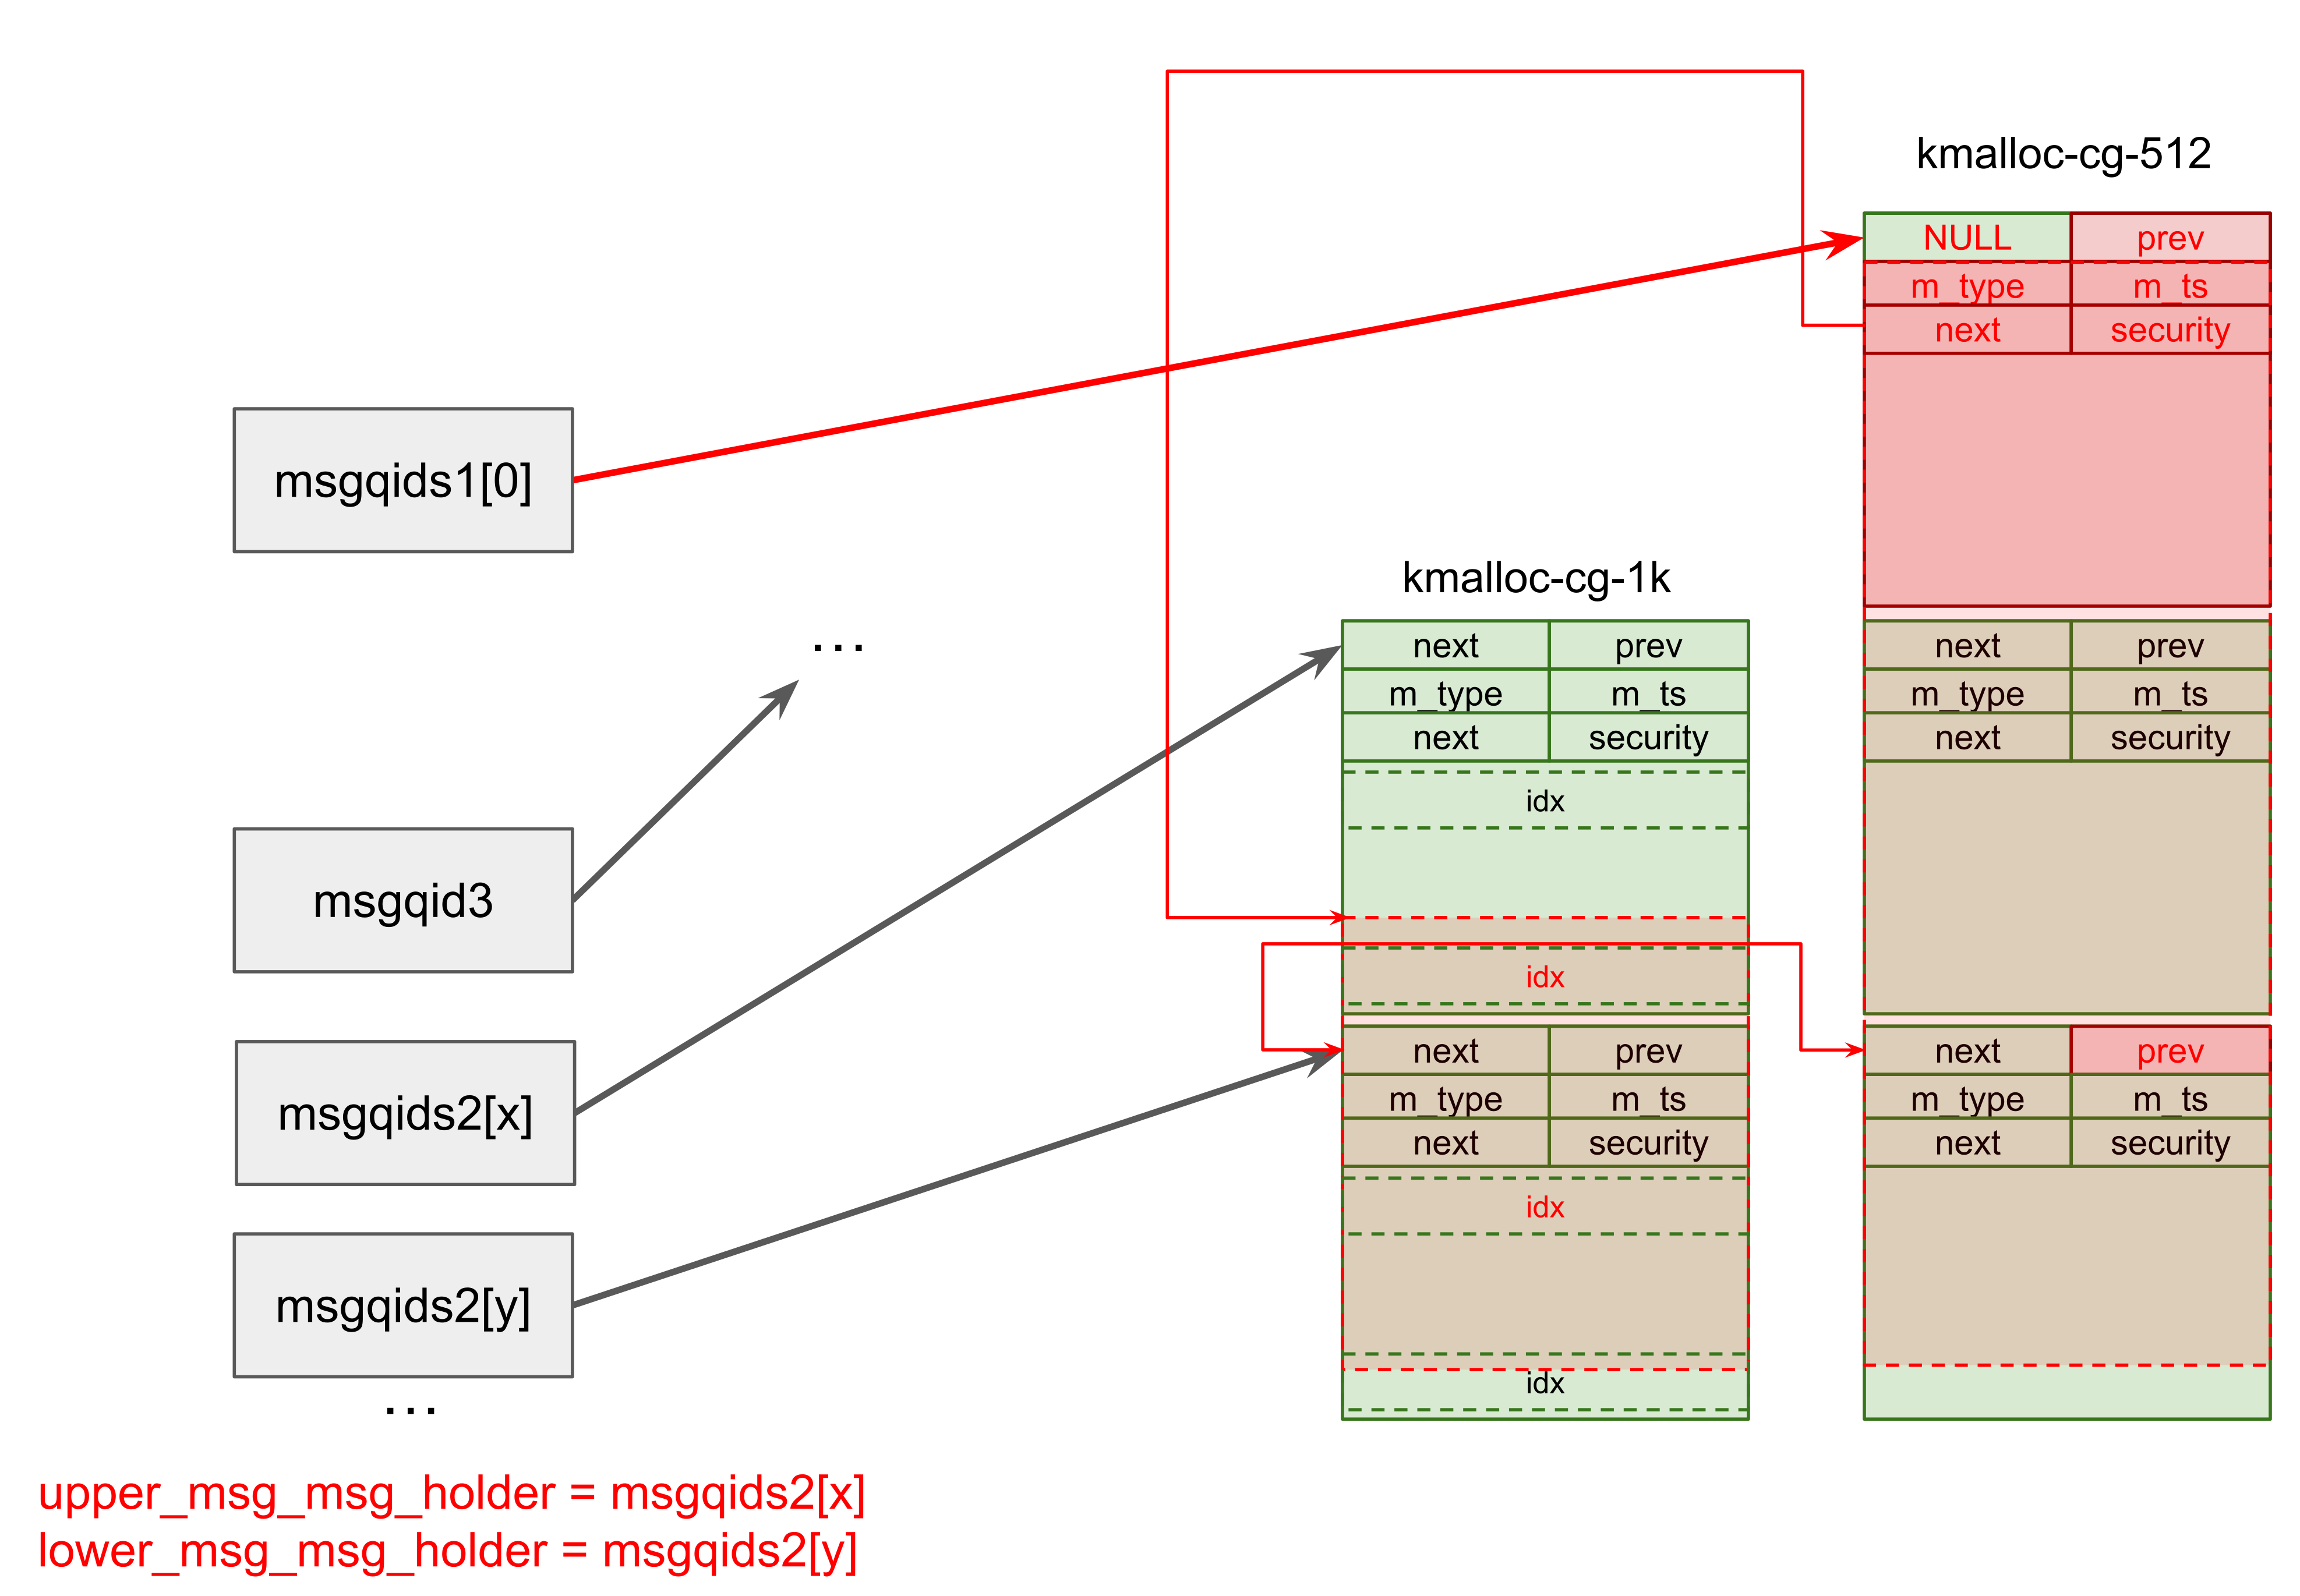 kmalloc-cg-512
NULL prev
m_type m_ts
next security
msgqids1[0]
kmalloc-cg-1k
...
next prev
m_type m_ts
next security
idx
next prev
m_type m_ts
next security
msgqid3
idx
msgqids2[x]
next prev
m_type m_ts
next security
idx
next prev
m_type m_ts
next security
msgqids2[y]
idx
...
upper_msg_msg_holder = msgqids2[x]
lower_msg_msg_holder = msgqids2[y]